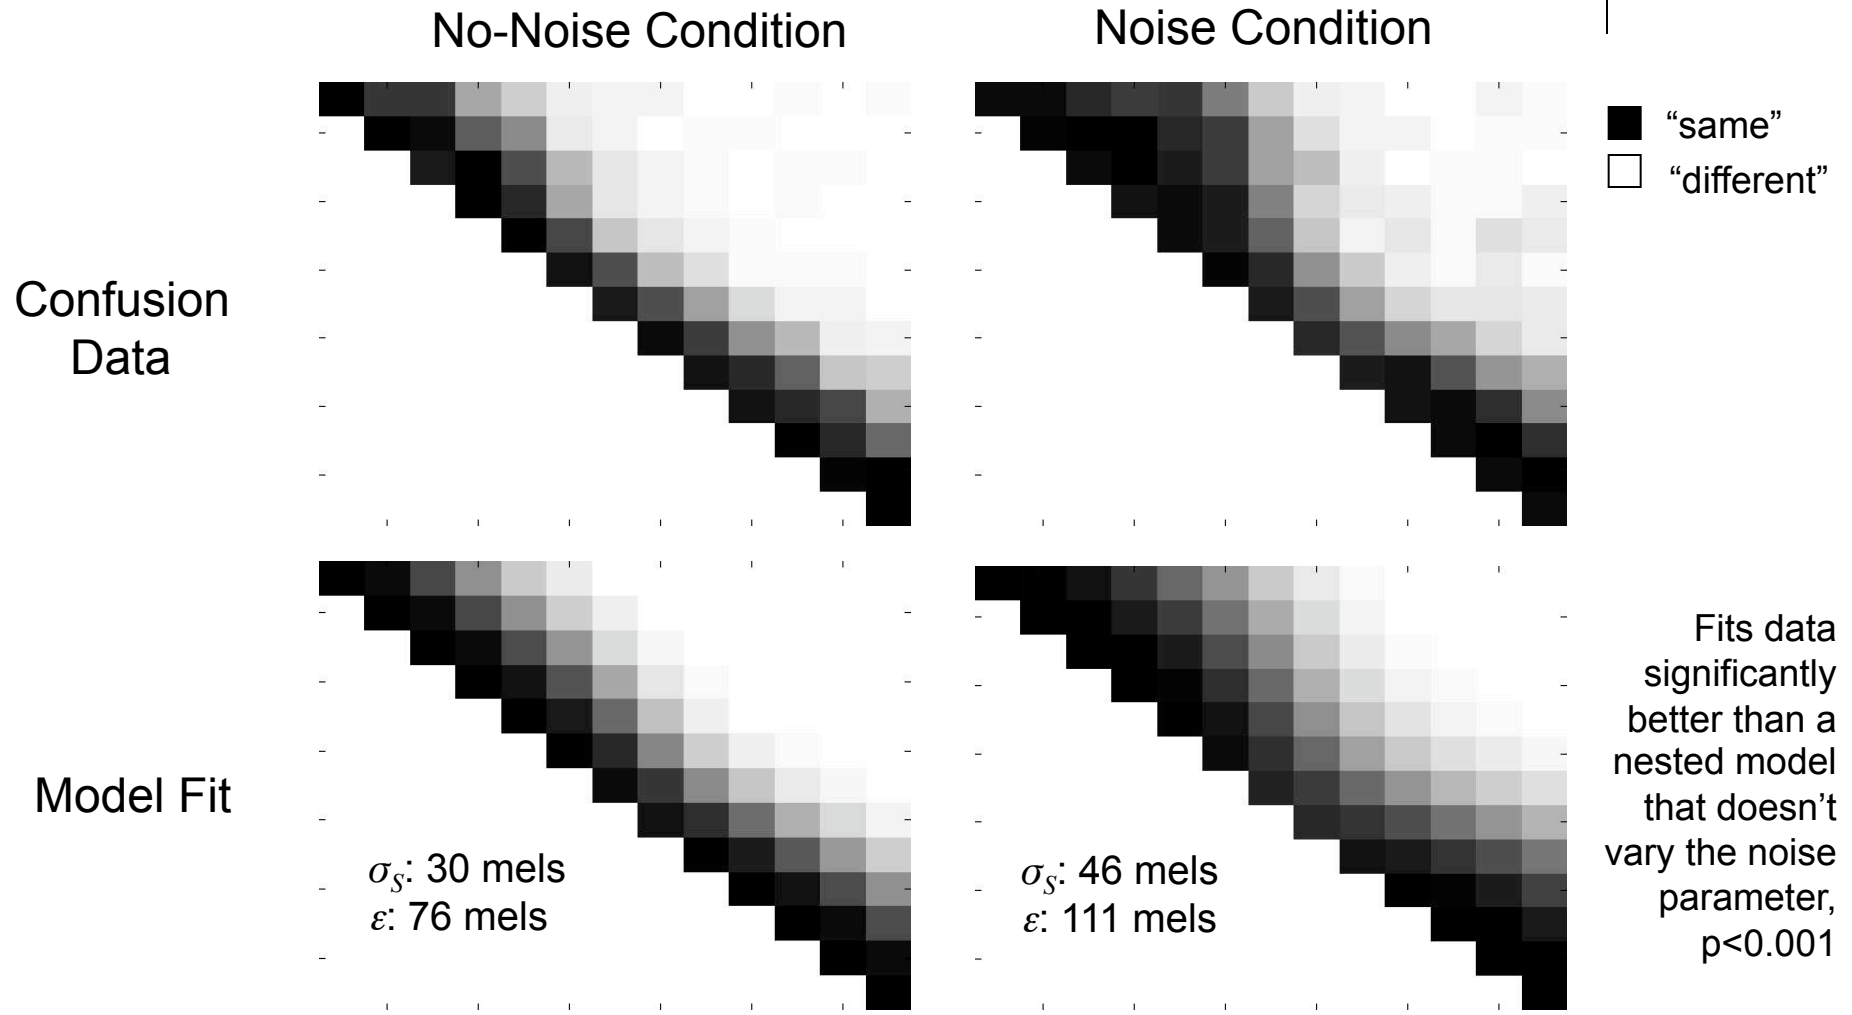 No-Noise Condition
Noise Condition
“same”
“different”
Confusion
Data
Model Fit
σS: 30 mels
ε: 76 mels
σS: 46 mels
ε: 111 mels
Fits data
significantly
better than a
nested model
that doesn’t
vary the noise
parameter,
p<0.001